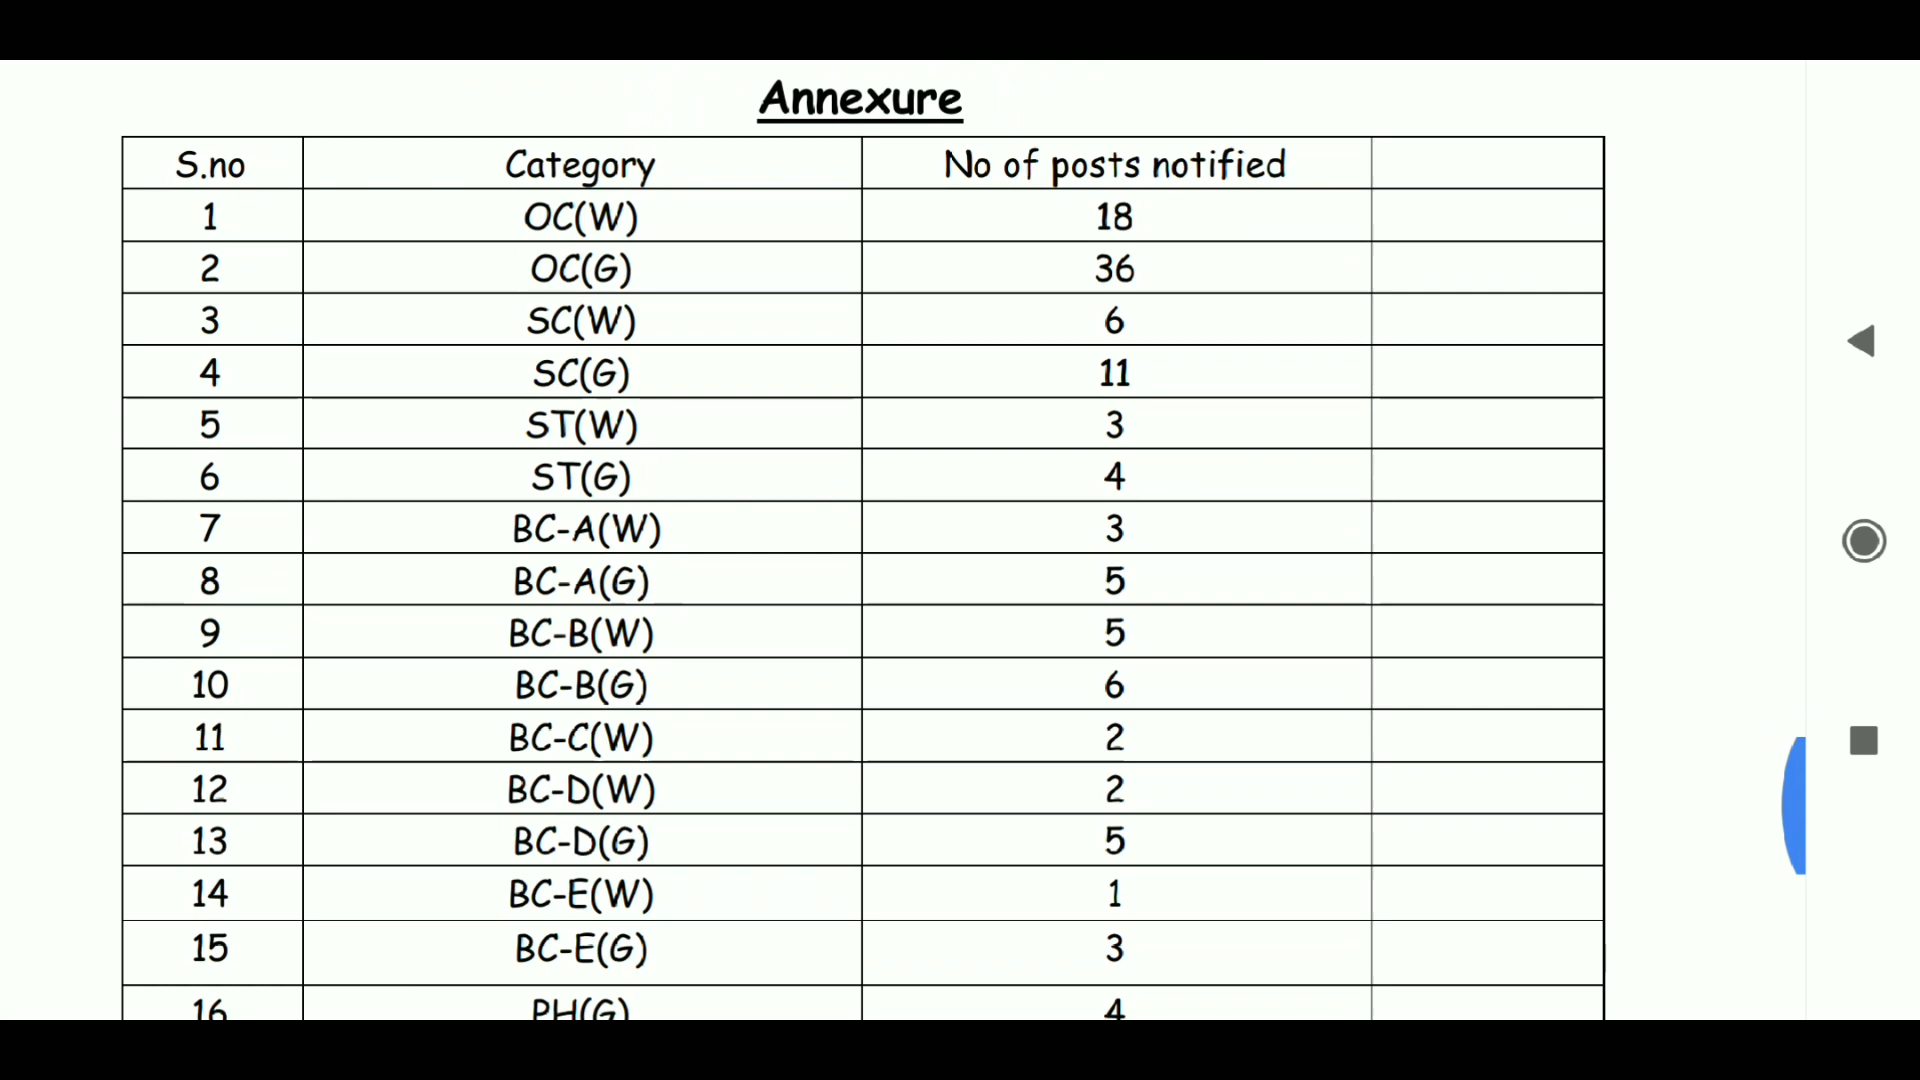 Annexure
S.no Category No of posts notified
1 OC(W) 18
2 OC(G) 36
3 SC(W) 6
4 SC(G) 11
5 ST(W) 3
6 ST(G) 4
7 BC-A(W) 3
8 BC-A(G) 5
9 BC-B(W) 5
10 BC-B(G) 6
11 BC-C(W) 2
12 BC-D(W) 2
13 BC-D(G) 5
14 BC-E(W) 1
15 BC-E(G) 3
16 PH(G) 4